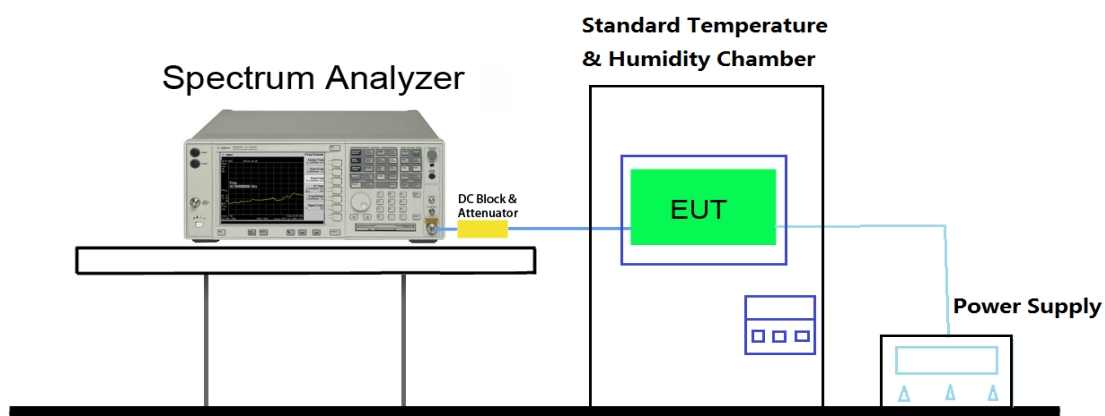 Standard Temperature
& Humidity Chamber
Spectrum Analyzer
DC Block &
Attenuator
EUT
Power Supply